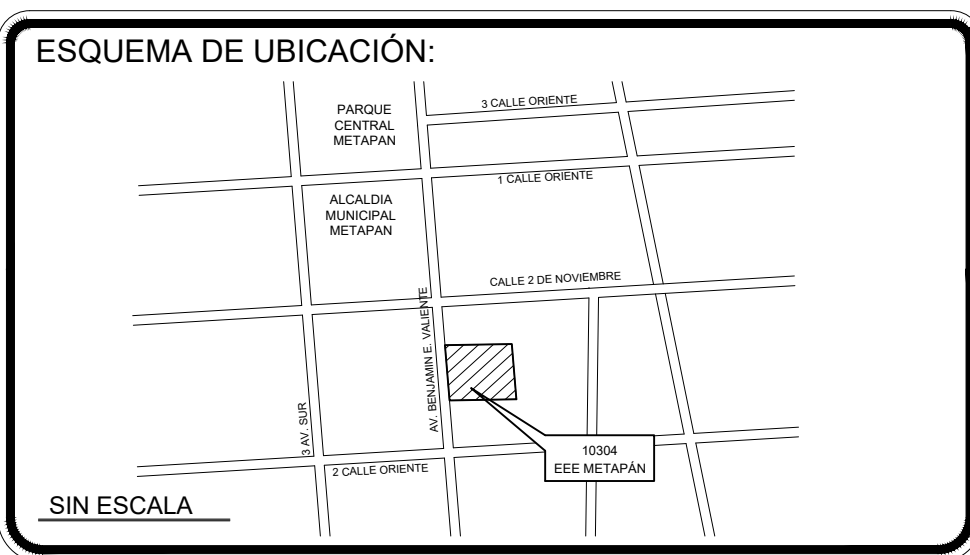 ESQUEMA DE UBICACIÓN:
PARQUE
CENTRAL
METAPAN
3 CALLE ORIENTE
1 CALLE ORIENTE
ALCALDIA
MUNICIPAL
METAPAN
CALLE 2 DE NOVIEMBRE
AV. BENJAMIN E. VALIENTE
3 AV. SUR
2 CALLE ORIENTE
10304
EEE METAPÁN
SIN ESCALA